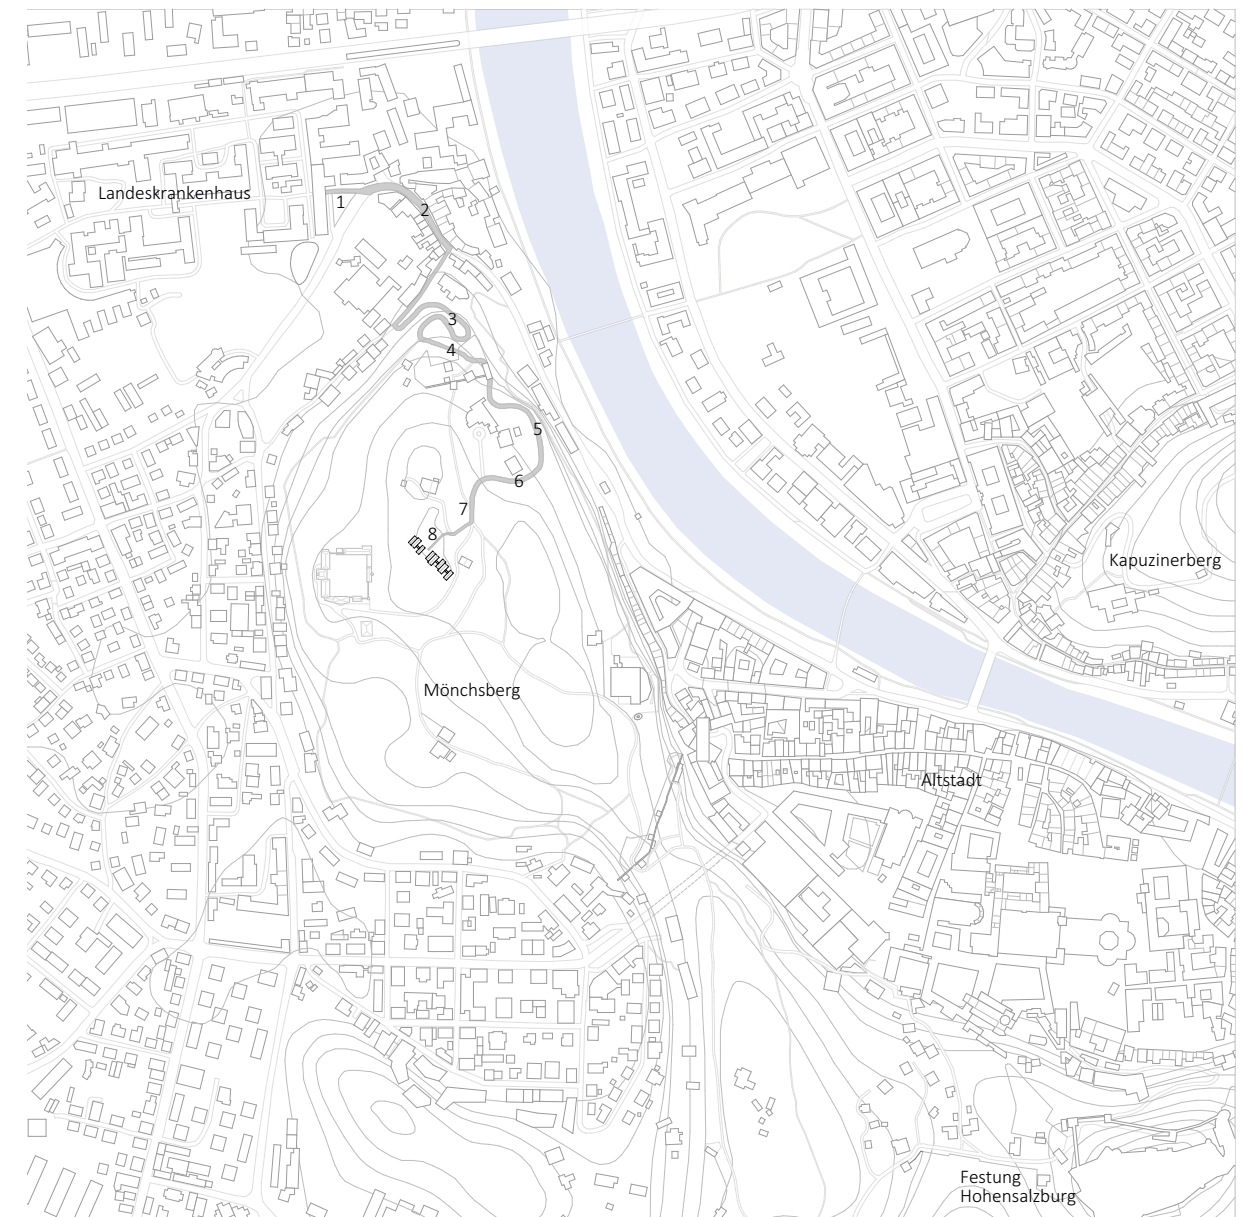 Landeskrankenhaus
1
2
3
4
5
6
7
8
Kapuzinerberg
Mönchsberg
Altstadt
Festung
Hohensalzburg